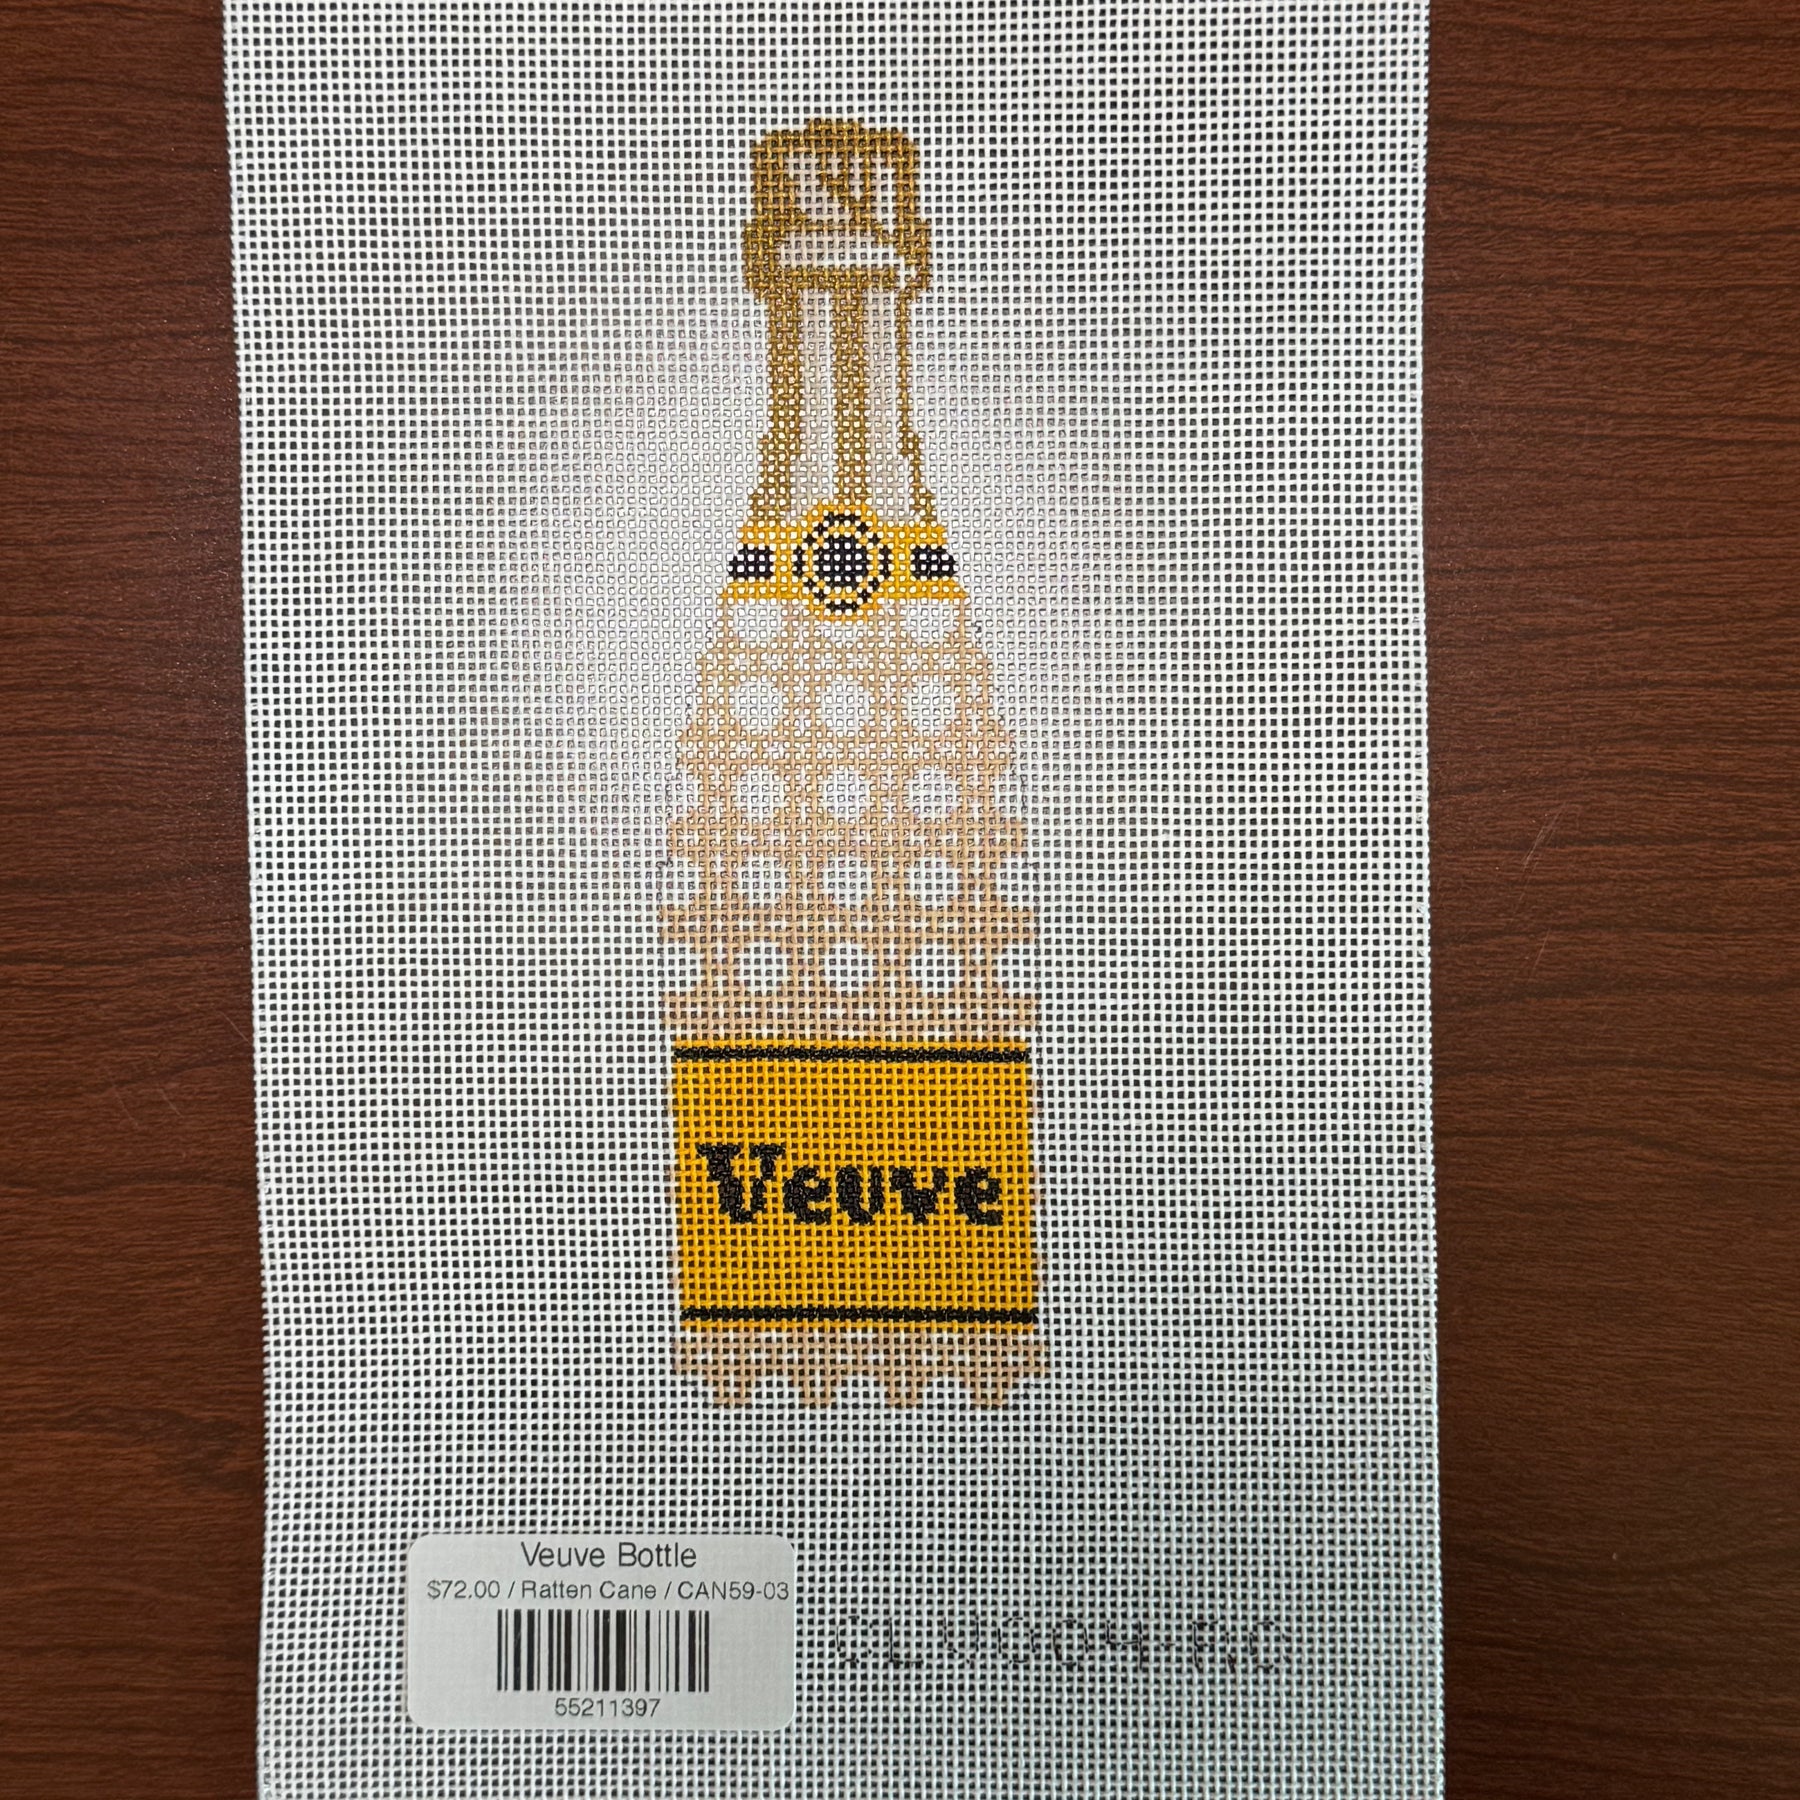 Veuve
Veuve Bottle
$72.00 / Ratten Cane / CAN59-03
55211397